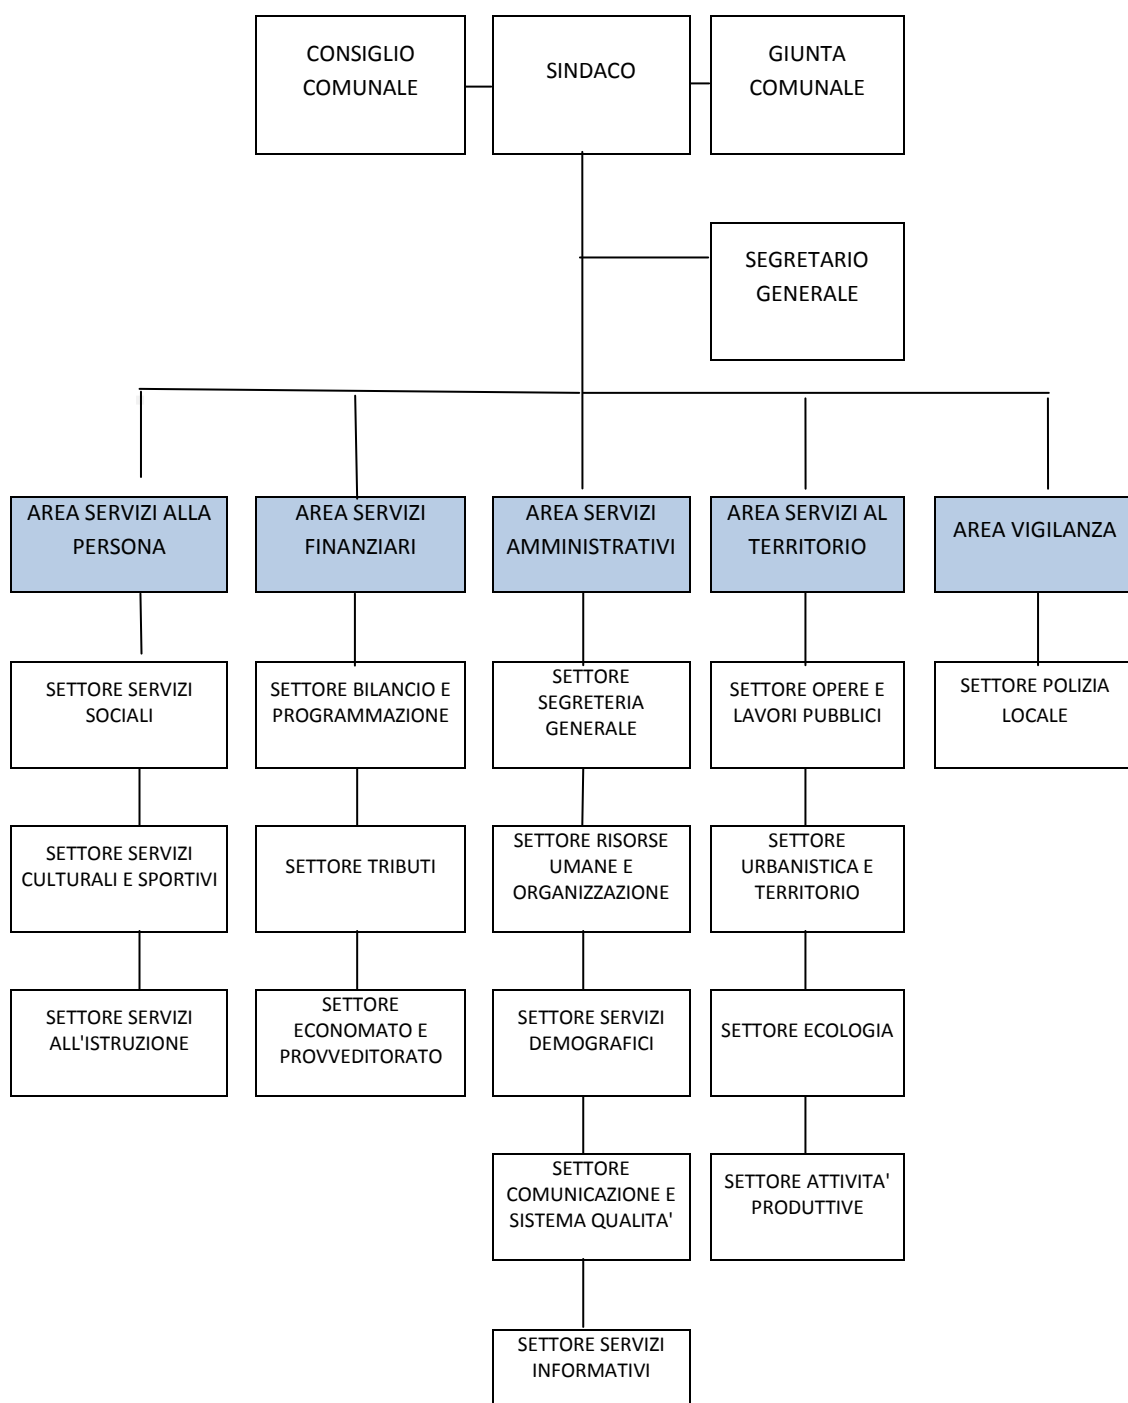 CONSIGLIO
COMUNALE
SINDACO
GIUNTA
COMUNALE
SEGRETARIO
GENERALE
AREA SERVIZI ALLA
PERSONA
AREA SERVIZI
FINANZIARI
AREA SERVIZI
AMMINISTRATIVI
AREA SERVIZI AL
TERRITORIO
AREA VIGILANZA
SETTORE SERVIZI
SOCIALI
SETTORE BILANCIO E
PROGRAMMAZIONE
SETTORE
SEGRETERIA
GENERALE
SETTORE OPERE E
LAVORI PUBBLICI
SETTORE POLIZIA
LOCALE
SETTORE SERVIZI
CULTURALI E SPORTIVI
SETTORE TRIBUTI
SETTORE RISORSE
UMANE E
ORGANIZZAZIONE
SETTORE
URBANISTICA E
TERRITORIO
SETTORE SERVIZI
ALL'ISTRUZIONE
SETTORE
ECONOMATO E
PROVVEDITORATO
SETTORE SERVIZI
DEMOGRAFICI
SETTORE ECOLOGIA
SETTORE
COMUNICAZIONE E
SISTEMA QUALITA'
SETTORE ATTIVITA'
PRODUTTIVE
SETTORE SERVIZI
INFORMATIVI